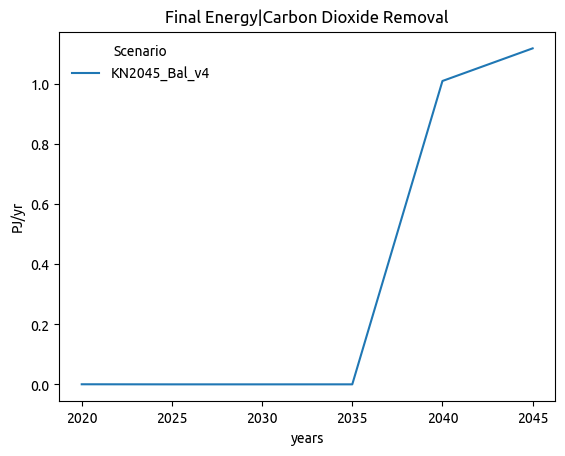 Final Energy|Carbon Dioxide Removal
Scenario
KN2045_Bal_v4
PJ/yr
1.0
0.8
0.6
0.4
0.2
0.0
2020 2025 2030 2035 2040 2045
years